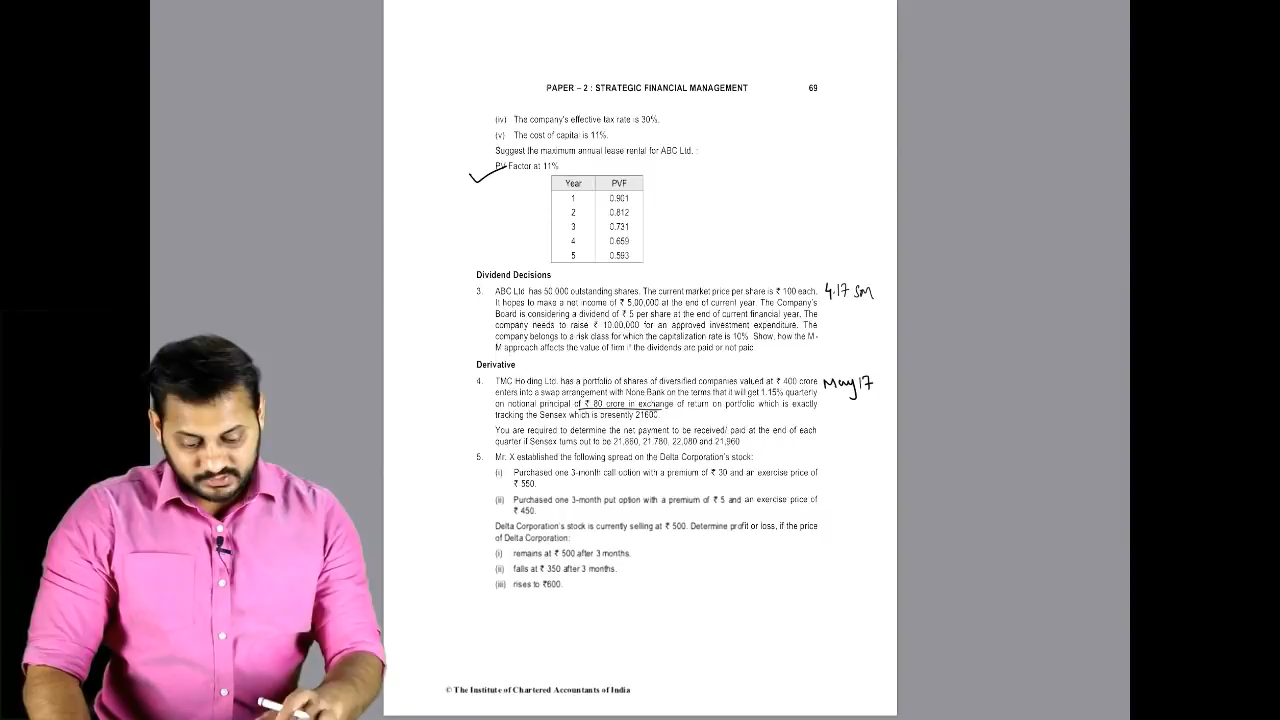 PAPER – 2 : STRATEGIC FINANCIAL MANAGEMENT 69
(iv) The company's effective tax rate is 30%.
(v) The cost of capital is 11%.
Suggest the maximum annual lease rental for ABC Ltd. :
PV Factor at 11%
Year PVF
1 0.901
2 0.812
3 0.731
4 0.659
5 0.593
Dividend Decisions
3. ABC Ltd has 50 000 outstanding shares. The current market price per share is ₹ 100 each. 4.17 SM
It hopes to make a net income of ₹ 5,00,000 at the end of current year. The Company's
Board is considering a dividend of ₹ 5 per share at the end of current financial year. The
company needs to raise ₹ 10,00,000 for an approved investment expenditure. The
company belongs to a risk class for which the capitalization rate is 10% Show, how the M-
M approach affects the value of firm if the dividends are paid or not paid
Derivative
4. TMC Holding Ltd. has a portfolio of shares of diversified companies valued at ₹ 400 crore May 17
enters into a swap arrangement with None Bank on the terms that it will get 1.15% quarterly
on notional principal of ₹ 80 crore in exchange of return on portfolio which is exactly
tracking the Sensex which is presently 21600.
You are required to determine the net payment to be received/ paid at the end of each
quarter if Sensex turns out to be 21,860, 21,780, 22,080 and 21,960
5. Mr. X established the following spread on the Delta Corporation's stock:
(i) Purchased one 3-month call option with a premium of ₹ 30 and an exercise price of
₹ 550.
(ii) Purchased one 3-month put option with a premium of ₹ 5 and an exercise price of
₹ 450.
Delta Corporation's stock is currently selling at ₹ 500. Determine profit or loss, if the price
of Delta Corporation:
(i) remains at ₹ 500 after 3 months.
(ii) falls at ₹ 350 after 3 months.
(iii) rises to ₹600.
© The Institute of Chartered Accountants of India